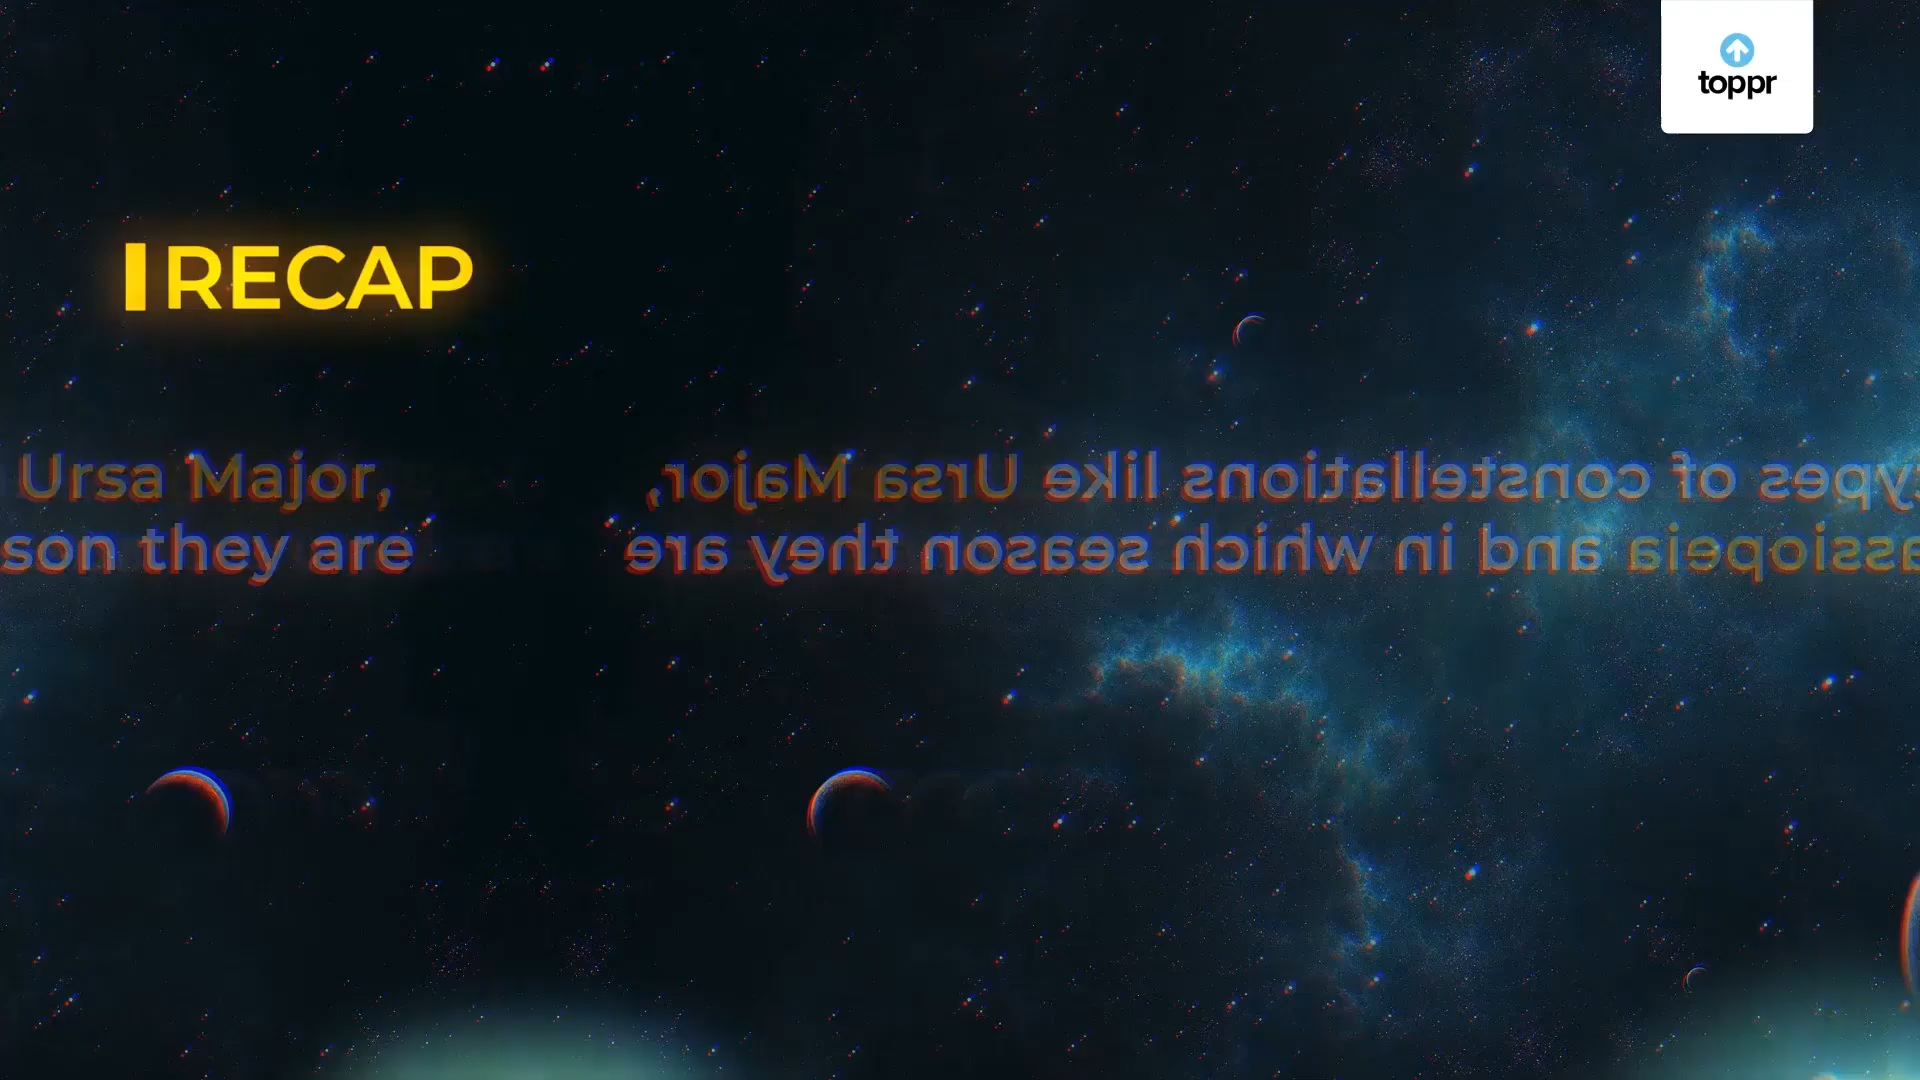 toppr
RECAP
Ursa Major,
types of constellations like Ursa Major,
son they are
assiopeia and in which season they are